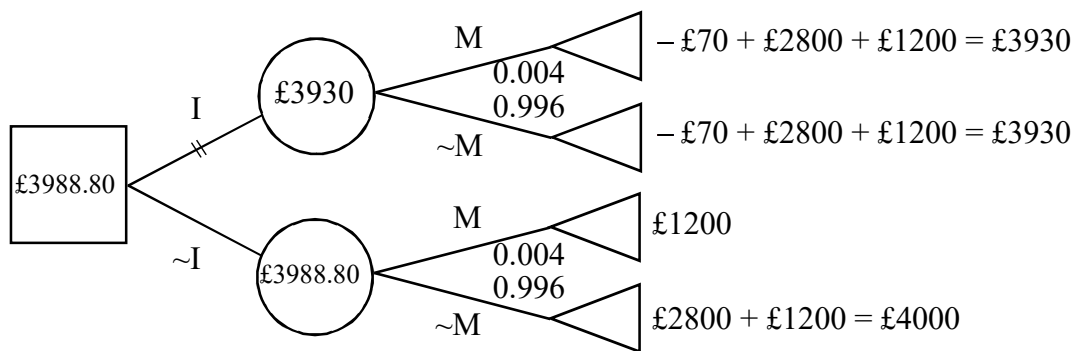 M
– £70 + £2800 + £1200 = £3930
0.004
£3930
I
0.996
~M
– £70 + £2800 + £1200 = £3930
£3988.80
M
£1200
~I
0.004
£3988.80
0.996
~M
£2800 + £1200 = £4000